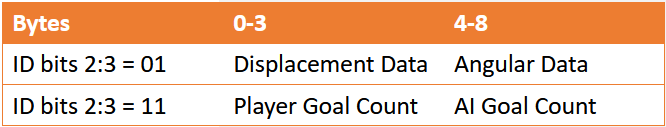 Bytes 0-3 4-8
ID bits 2:3 = 01 Displacement Data Angular Data
ID bits 2:3 = 11 Player Goal Count AI Goal Count